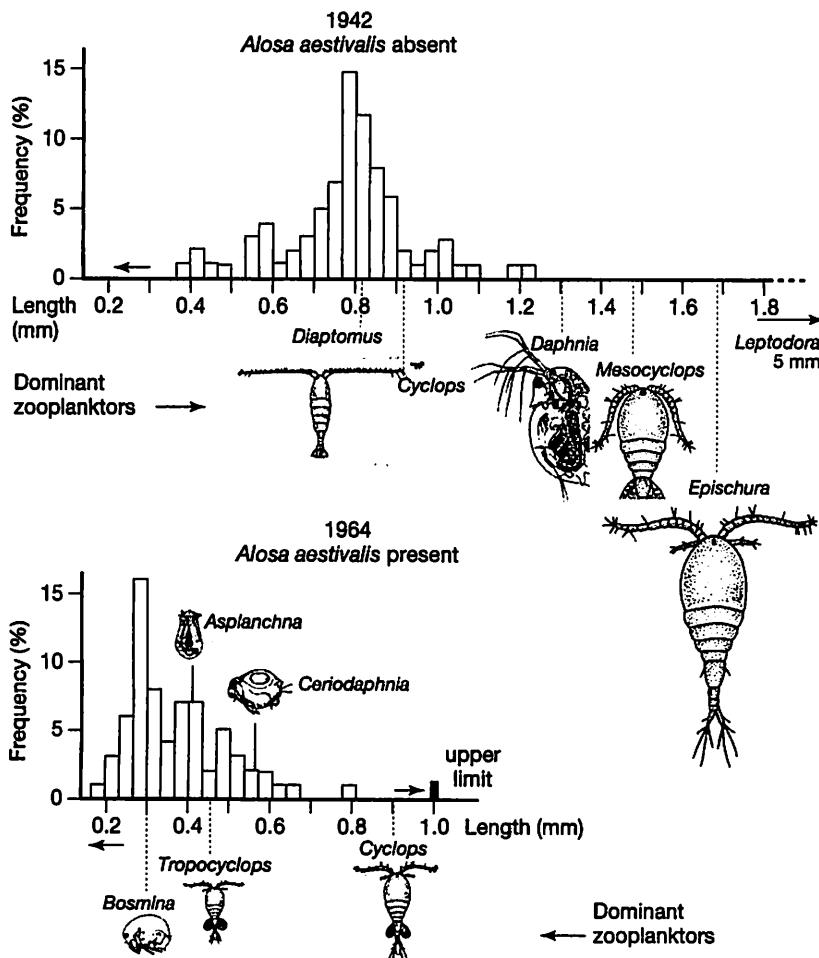 1942
Alosa aestivalis absent
Frequency (%)
15
10
5
0
0.2 0.4 0.6 0.8 1.0 1.2 1.4 1.6 1.8
Length
(mm)
Diaptomus
Cyclops
Daphnia
Mesocyclops
Leptodora
5 mm
Dominant
zooplanktors
Epischura
1964
Alosa aestivalis present
Frequency (%)
15
10
5
0
Asplanchna
Ceriodaphnia
upper
limit
0.2 0.4 0.6 0.8 1.0 Length (mm)
Tropocyclops
Cyclops
Bosmina
Dominant
zooplanktors